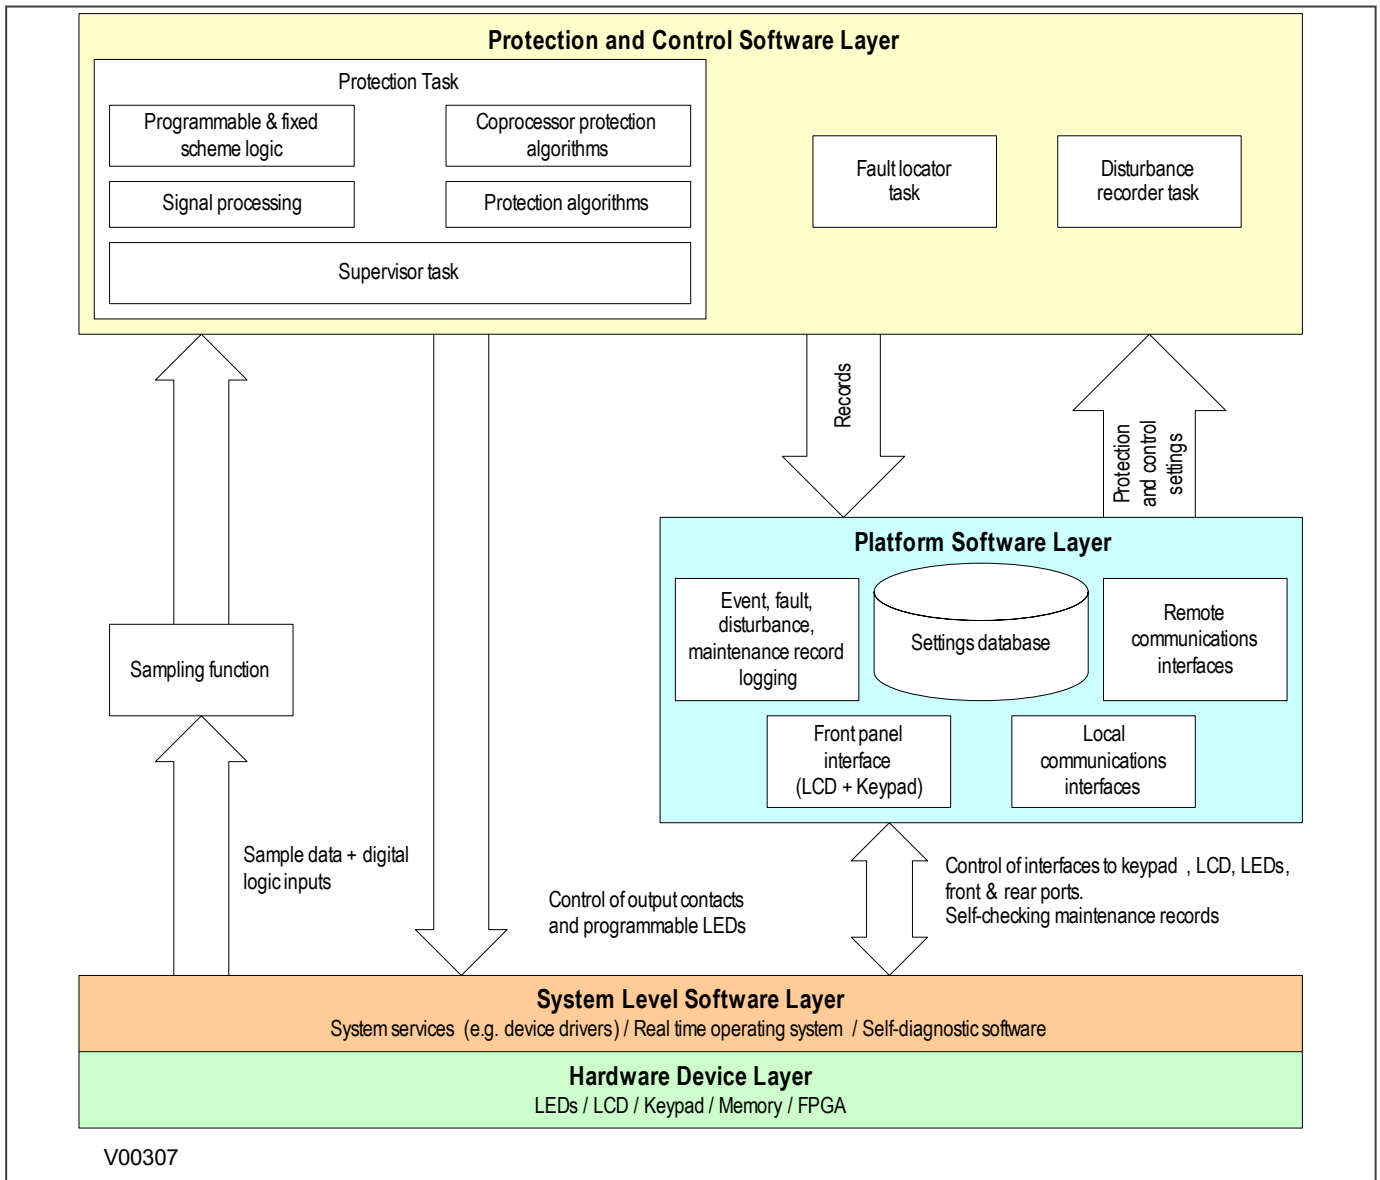 Protection and Control Software Layer
Protection Task
Programmable & fixed
scheme logic
Coprocessor protection
algorithms
Signal processing
Protection algorithms
Supervisor task
Fault locator
task
Disturbance
recorder task
Records
Protection
and control
settings
Platform Software Layer
Event, fault,
disturbance,
maintenance record
logging
Settings database
Remote
communications
interfaces
Front panel
interface
(LCD + Keypad)
Local
communications
interfaces
Sampling function
Sample data + digital
logic inputs
Control of output contacts
and programmable LEDs
Control of interfaces to keypad , LCD, LEDs,
front & rear ports.
Self-checking maintenance records
System Level Software Layer
System services (e.g. device drivers) / Real time operating system / Self-diagnostic software
Hardware Device Layer
LEDs / LCD / Keypad / Memory / FPGA
V00307